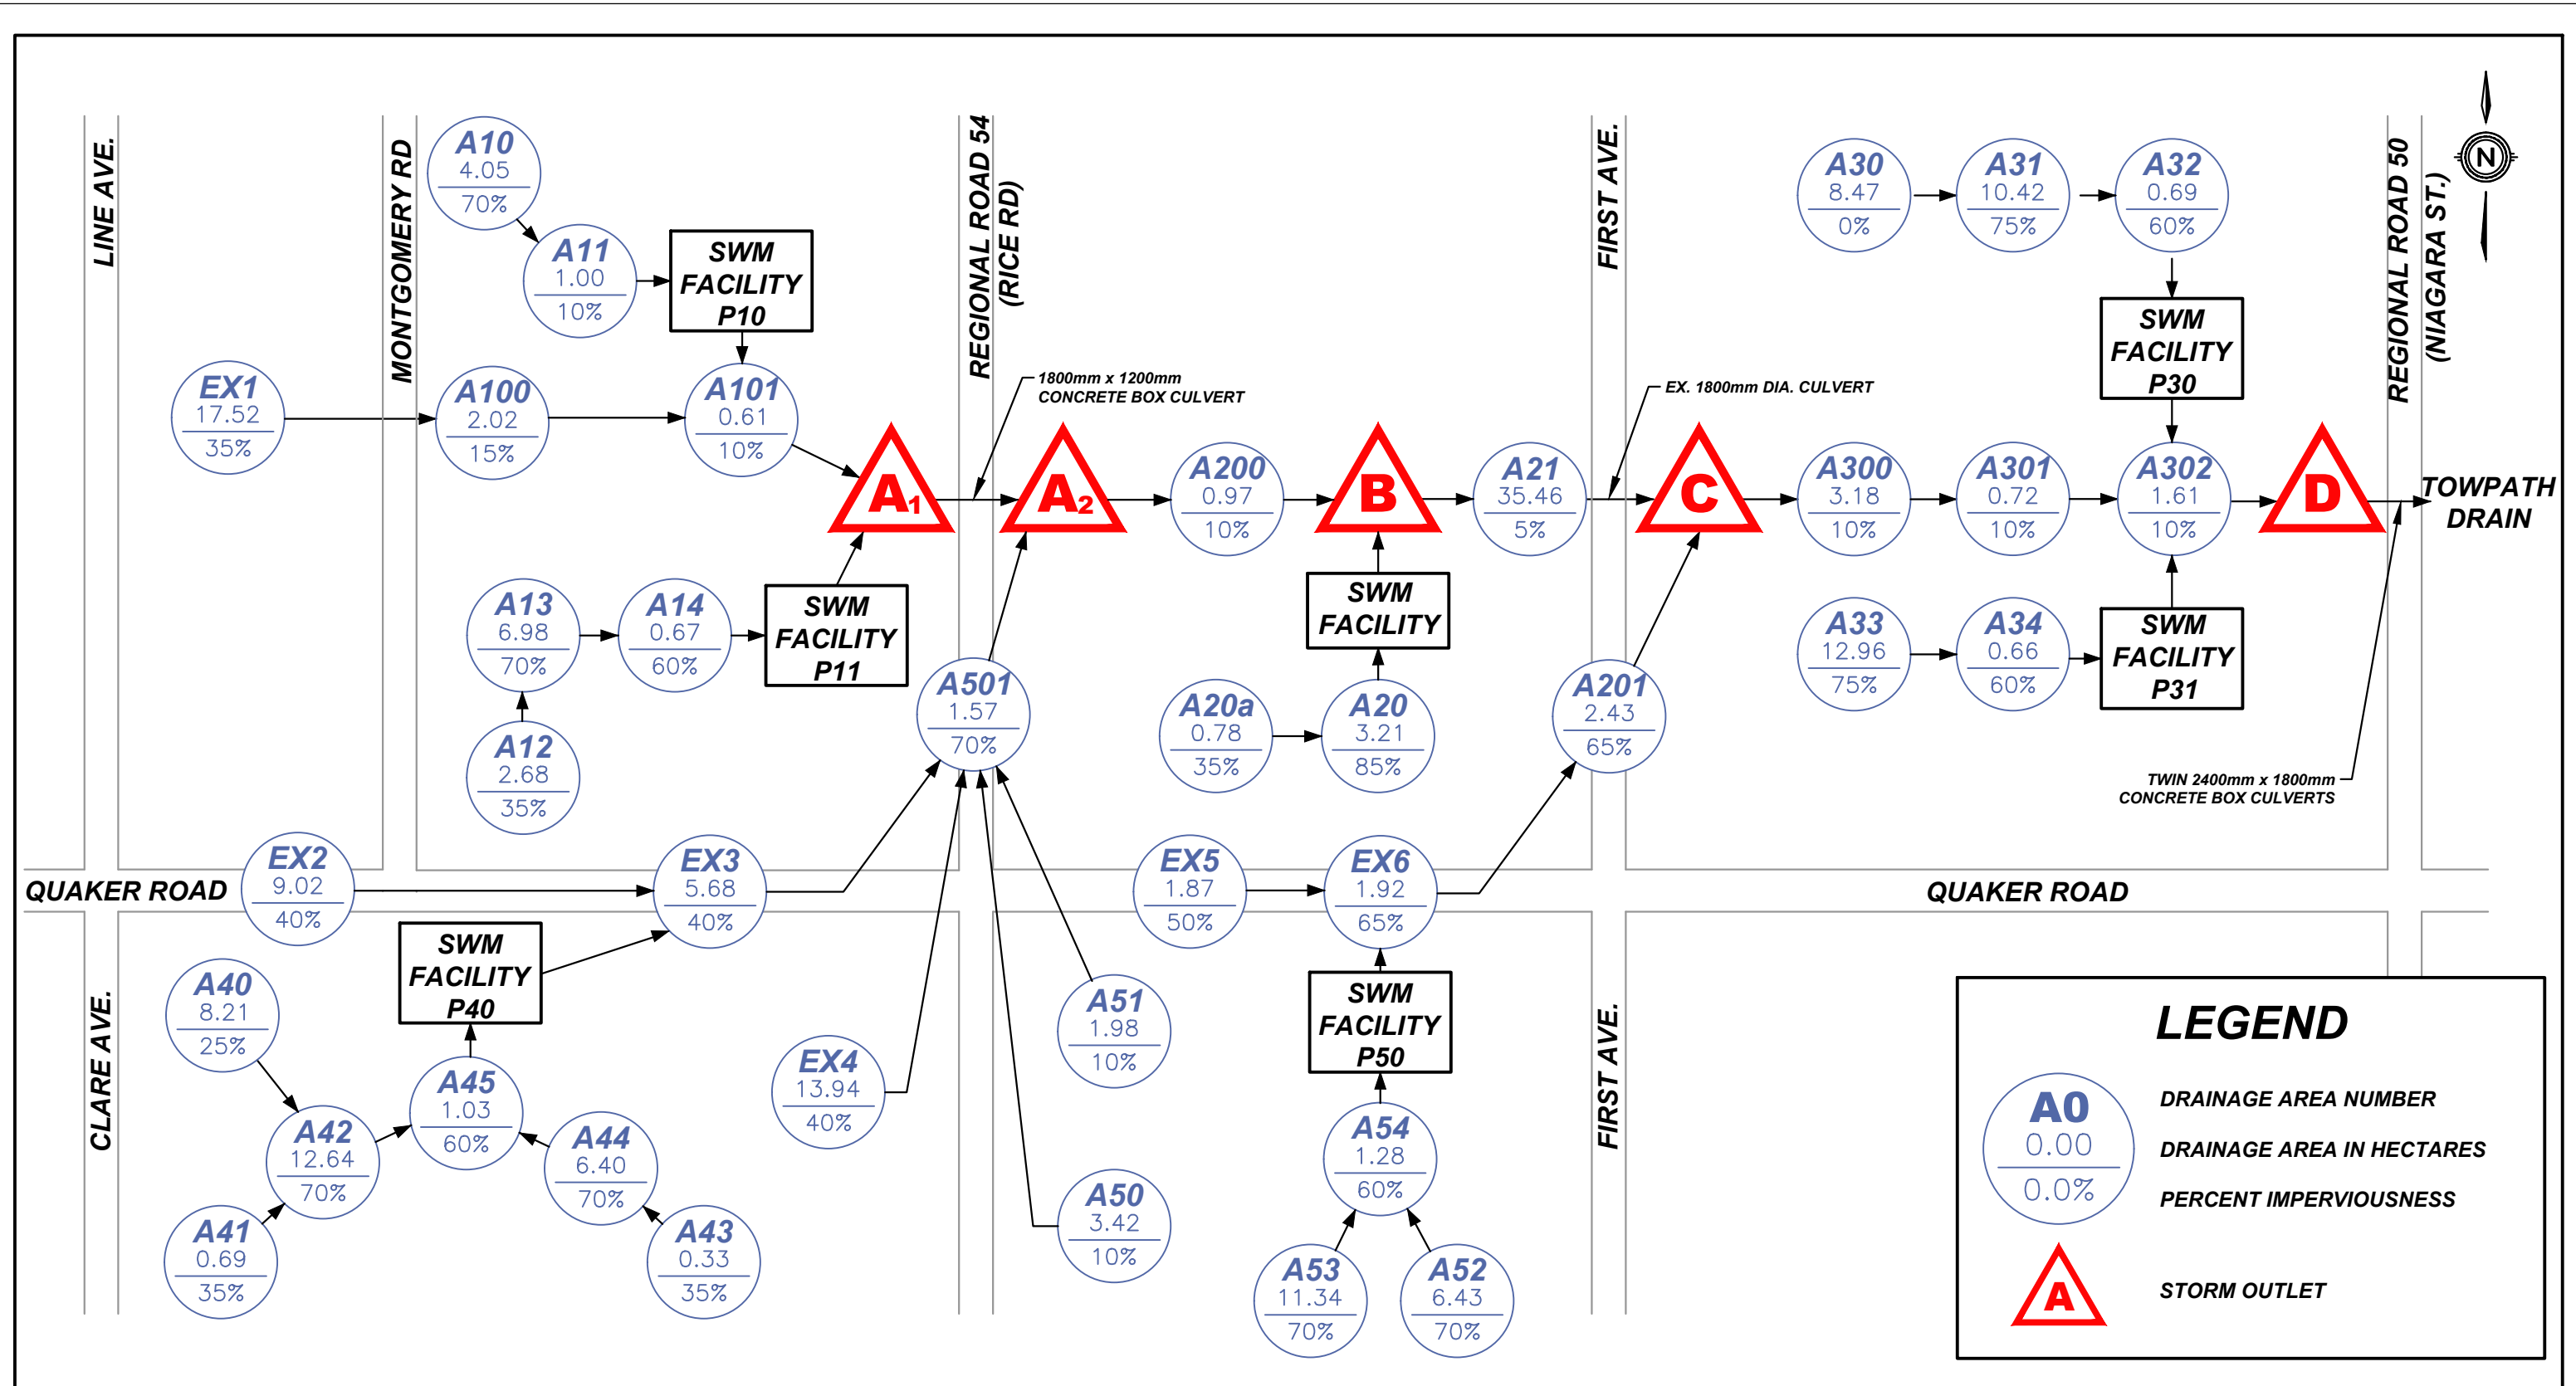 LINE AVE.
MONTGOMERY RD
REGIONAL ROAD 54
(RICE RD)
FIRST AVE.
REGIONAL ROAD 50
(NIAGARA ST.)
N
A10
4.05
70%
A11
1.00
10%
SWM
FACILITY
P10
EX1
17.52
35%
A100
2.02
15%
A101
0.61
10%
A1
1800mm x 1200mm
CONCRETE BOX CULVERT
A2
A200
0.97
10%
B
A21
35.46
5%
EX. 1800mm DIA. CULVERT
C
A30
8.47
0%
A31
10.42
75%
A32
0.69
60%
SWM
FACILITY
P30
A300
3.18
10%
A301
0.72
10%
A302
1.61
10%
D
TOWPATH
DRAIN
A13
6.98
70%
A14
0.67
60%
SWM
FACILITY
P11
A12
2.68
35%
A501
1.57
70%
SWM
FACILITY
A20a
0.78
35%
A20
3.21
85%
A201
2.43
65%
A33
12.96
75%
A34
0.66
60%
SWM
FACILITY
P31
TWIN 2400mm x 1800mm
CONCRETE BOX CULVERTS
QUAKER ROAD
EX2
9.02
40%
EX3
5.68
40%
EX5
1.87
50%
EX6
1.92
65%
QUAKER ROAD
CLARE AVE.
A40
8.21
25%
SWM
FACILITY
P40
A45
1.03
60%
A42
12.64
70%
A44
6.40
70%
A41
0.69
35%
A43
0.33
35%
EX4
13.94
40%
A51
1.98
10%
A50
3.42
10%
SWM
FACILITY
P50
A54
1.28
60%
A53
11.34
70%
A52
6.43
70%
FIRST AVE.
LEGEND
A0
0.00
0.0%
DRAINAGE AREA NUMBER
DRAINAGE AREA IN HECTARES
PERCENT IMPERVIOUSNESS
A
STORM OUTLET